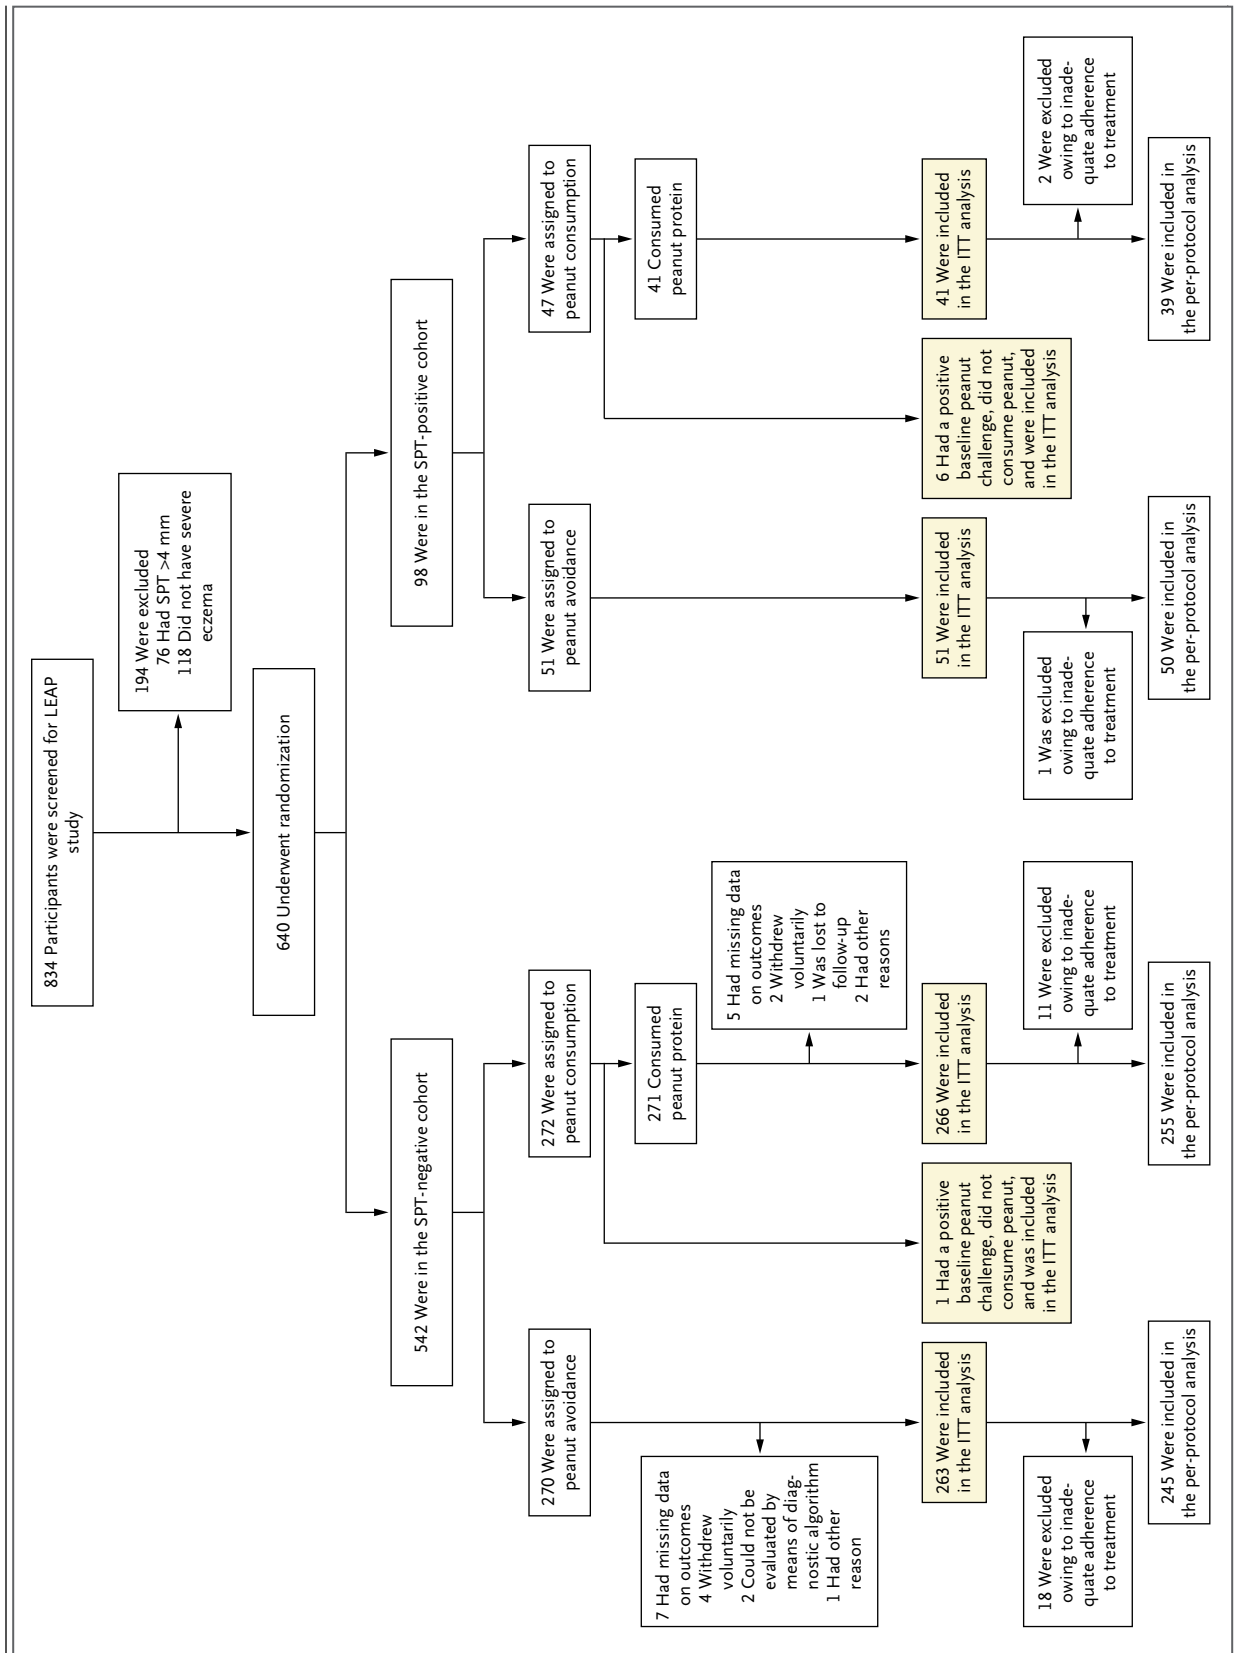 834 Participants were screened for LEAP
study
194 Were excluded
76 Had SPT >4 mm
118 Did not have severe
eczema
640 Underwent randomization
542 Were in the SPT-negative cohort
98 Were in the SPT-positive cohort
270 Were assigned to
peanut avoidance
272 Were assigned to
peanut consumption
51 Were assigned to
peanut avoidance
47 Were assigned to
peanut consumption
271 Consumed
peanut protein
41 Consumed
peanut protein
7 Had missing data
on outcomes
4 Withdrew
voluntarily
2 Could not be
evaluated by
means of diag-
nostic algorithm
1 Had other
reason
5 Had missing data
on outcomes
2 Withdrew
voluntarily
1 Was lost to
follow-up
2 Had other
reasons
263 Were included
in the ITT analysis
1 Had a positive
baseline peanut
challenge, did not
consume peanut,
and was included
in the ITT analysis
266 Were included
in the ITT analysis
51 Were included
in the ITT analysis
6 Had a positive
baseline peanut
challenge, did not
consume peanut,
and were included
in the ITT analysis
41 Were included
in the ITT analysis
18 Were excluded
owing to inade-
quate adherence
to treatment
11 Were excluded
owing to inade-
quate adherence
to treatment
1 Was excluded
owing to inade-
quate adherence
to treatment
2 Were excluded
owing to inade-
quate adherence
to treatment
245 Were included in
the per-protocol analysis
255 Were included in
the per-protocol analysis
50 Were included in
the per-protocol analysis
39 Were included in
the per-protocol analysis